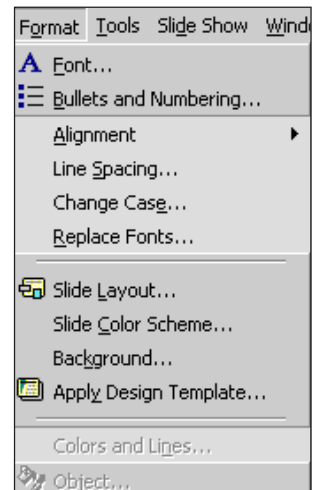 Format Tools Slide Show Wind
Font...
Bullets and Numbering...
Alignment
Line Spacing...
Change Case...
Replace Fonts...
Slide Layout...
Slide Color Scheme...
Background...
Apply Design Template...
Colors and Lines...
Object...